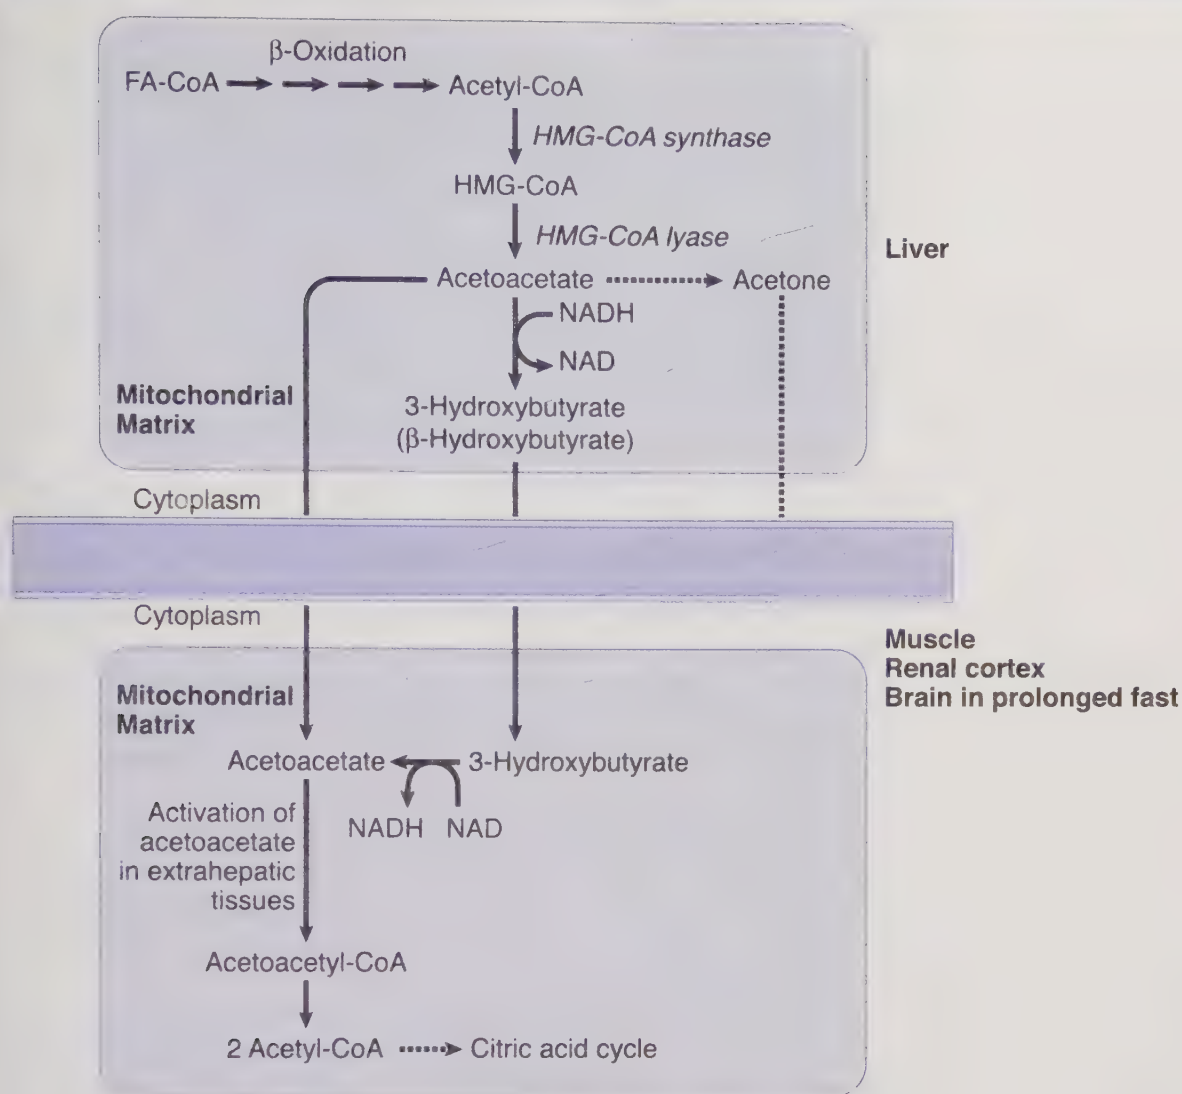 β-Oxidation
FA-CoA Acetyl-CoA
HMG-CoA synthase
HMG-CoA
HMG-CoA lyase
Liver
Acetoacetate Acetone
NADH
NAD
Mitochondrial
Matrix
3-Hydroxybutyrate
(β-Hydroxybutyrate)
Cytoplasm
Cytoplasm
Muscle
Renal cortex
Brain in prolonged fast
Mitochondrial
Matrix
Acetoacetate 3-Hydroxybutyrate
NADH NAD
Activation of
acetoacetate
in extrahepatic
tissues
Acetoacetyl-CoA
2 Acetyl-CoA Citric acid cycle